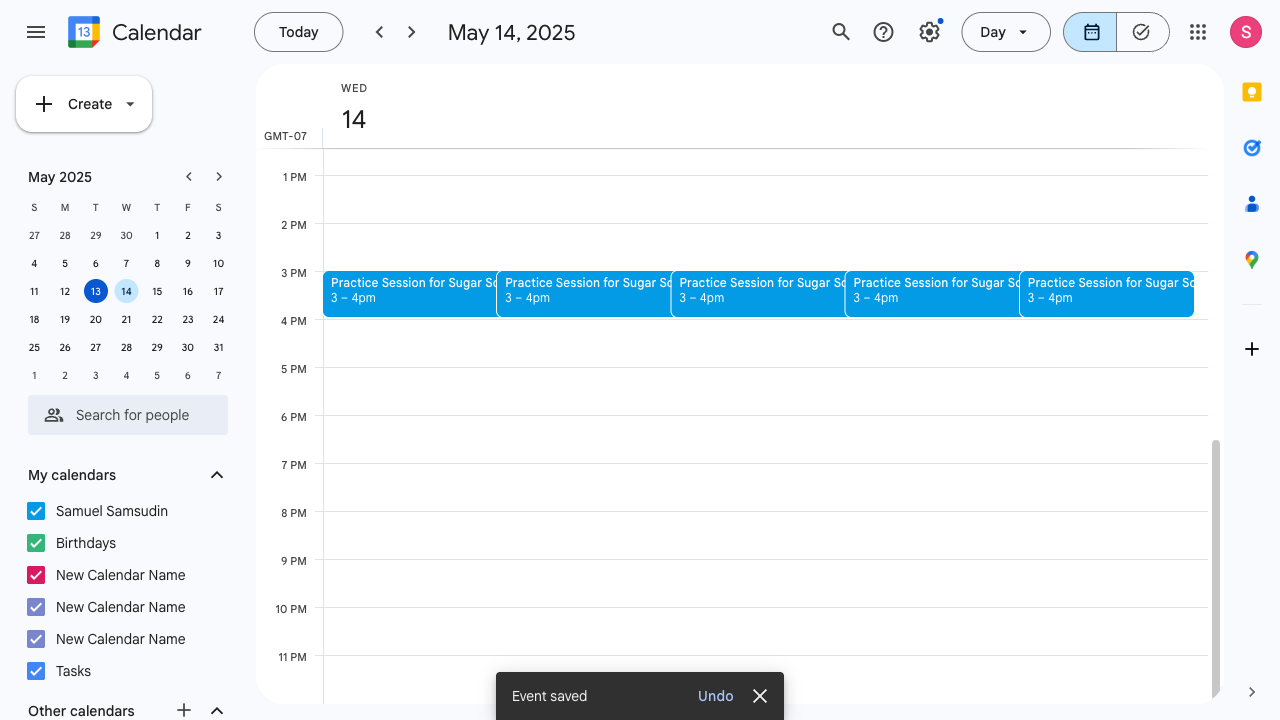 13
Calendar
Today
May 14, 2025
Day
S
Create
May 2025
S M T W T F S
27 28 29 30 1 2 3
4 5 6 7 8 9 10
11 12 13 14 15 16 17
18 19 20 21 22 23 24
25 26 27 28 29 30 31
1 2 3 4 5 6 7
Search for people
My calendars
Samuel Samsudin
Birthdays
New Calendar Name
New Calendar Name
New Calendar Name
Tasks
Other calendars
WED
14
GMT-07
1 PM
2 PM
3 PM
4 PM
5 PM
6 PM
7 PM
8 PM
9 PM
10 PM
11 PM
Practice Session for Sugar Sc
3 – 4pm
Practice Session for Sugar Sc
3 – 4pm
Practice Session for Sugar Sc
3 – 4pm
Practice Session for Sugar Sc
3 – 4pm
Practice Session for Sugar Sc
3 – 4pm
Event saved
Undo